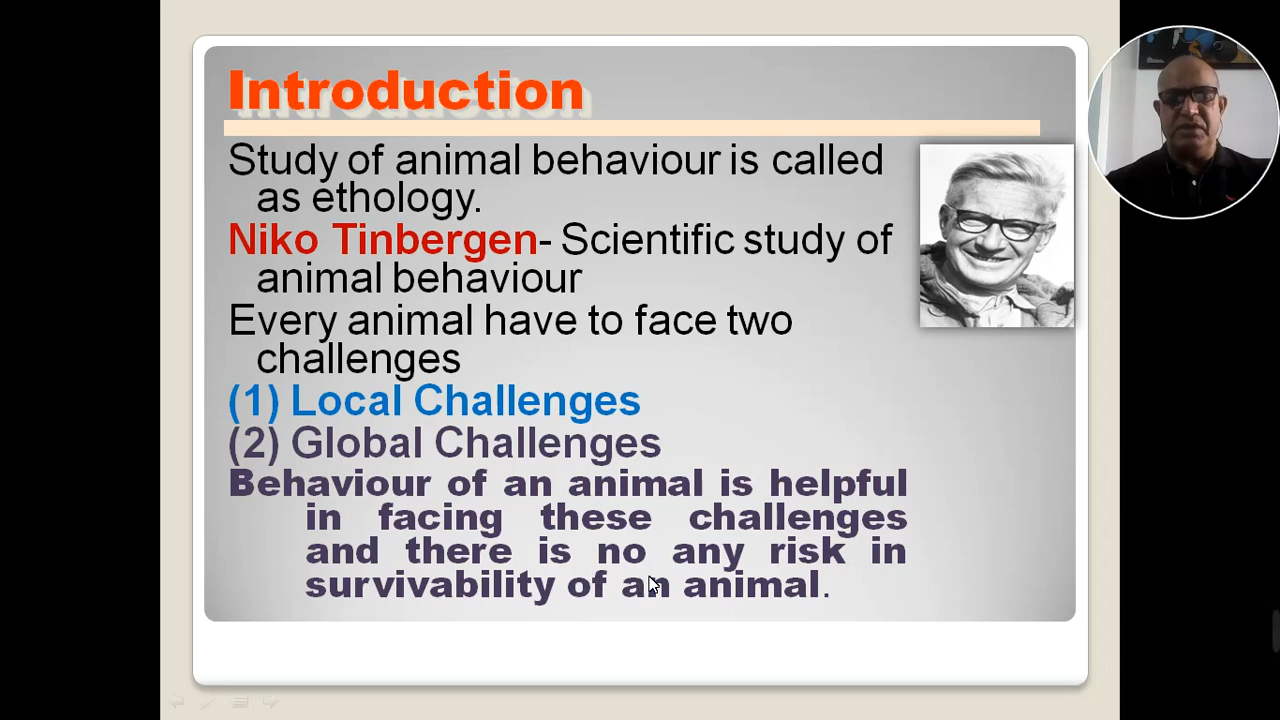 Introduction
Study of animal behaviour is called
as ethology.
Niko Tinbergen- Scientific study of
animal behaviour
Every animal have to face two
challenges
(1) Local Challenges
(2) Global Challenges
Behaviour of an animal is helpful
in facing these challenges
and there is no any risk in
survivability of an animal.